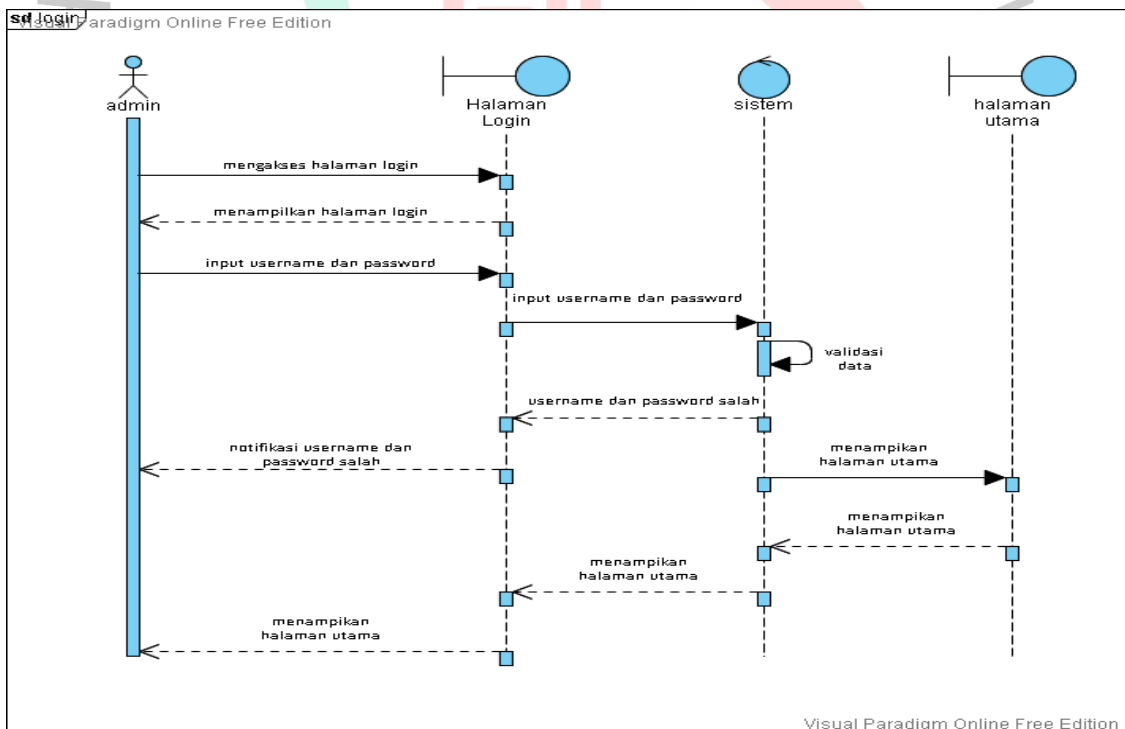 sd login
Visual Paradigm Online Free Edition
admin
Halaman
Login
sistem
halaman
utama
mengakses halaman login
menampilkan halaman login
input username dan password
input username dan password
validasi
data
username dan password salah
notifikasi username dan
password salah
menampikan
halaman utama
menampikan
halaman utama
menampikan
halaman utama
menampikan
halaman utama
Visual Paradigm Online Free Edition